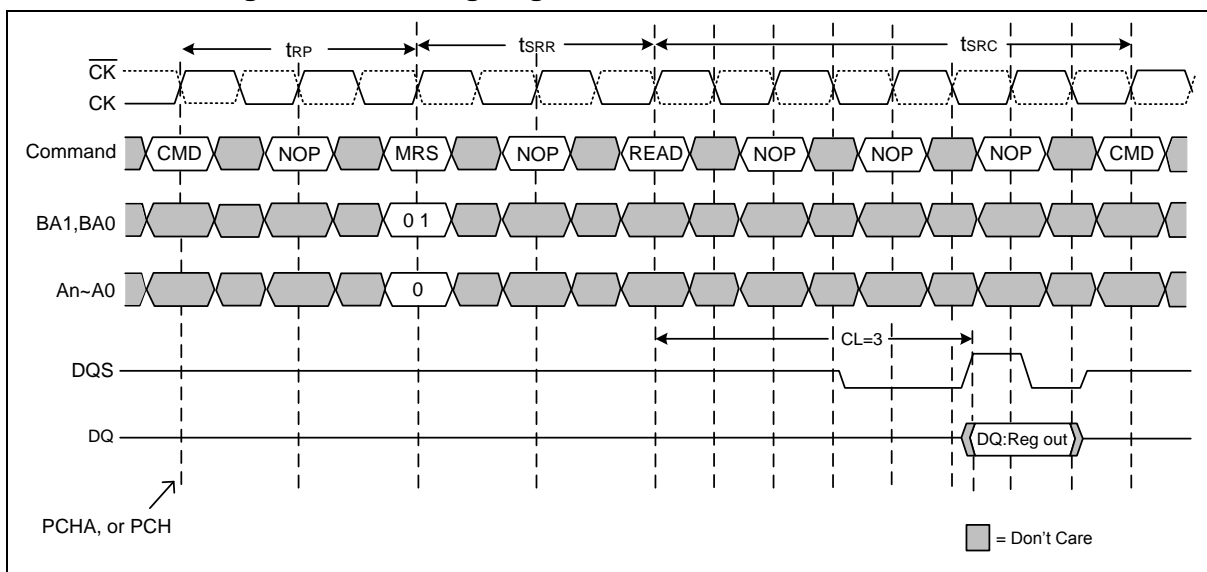 tRP tSRR tSRC
CK
CK
Command CMD NOP MRS NOP READ NOP NOP NOP CMD
BA1,BA0 0 1
An~A0 0
CL=3
DQS
DQ DQ:Reg out
PCHA, or PCH
= Don't Care